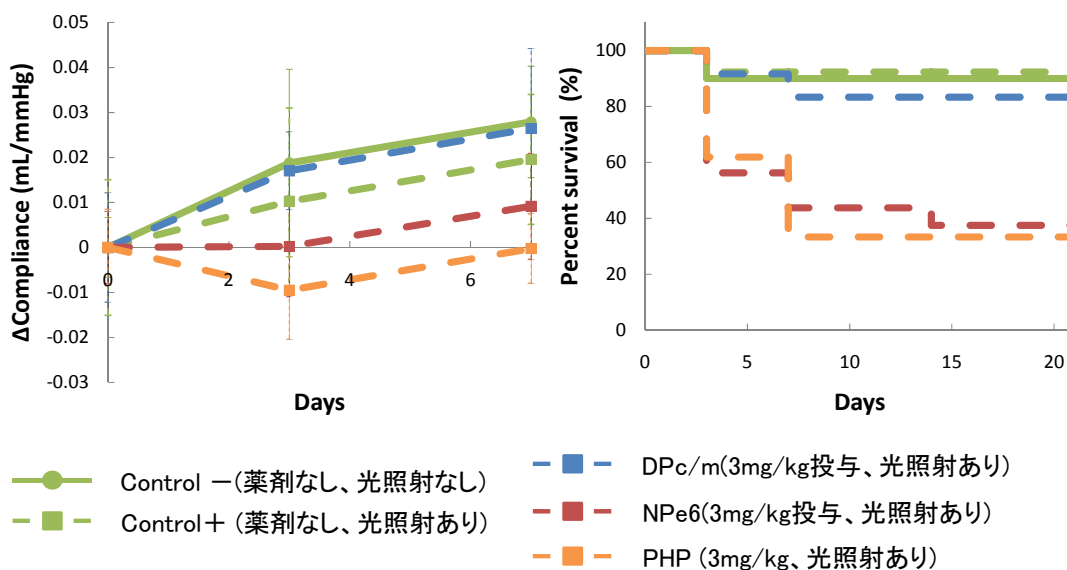 0.05
0.04
0.03
0.02
0.01
0
-0.01
-0.02
-0.03
0 2 4 6
ΔCompliance (mL/mmHg)
Days
100
80
60
40
20
0
0 5 10 15 20
Percent survival (%)
Days
Control －(薬剤なし、光照射なし)
Control＋ (薬剤なし、光照射あり)
DPc/m(3mg/kg投与、光照射あり)
NPe6(3mg/kg投与、光照射あり)
PHP (3mg/kg、光照射あり)